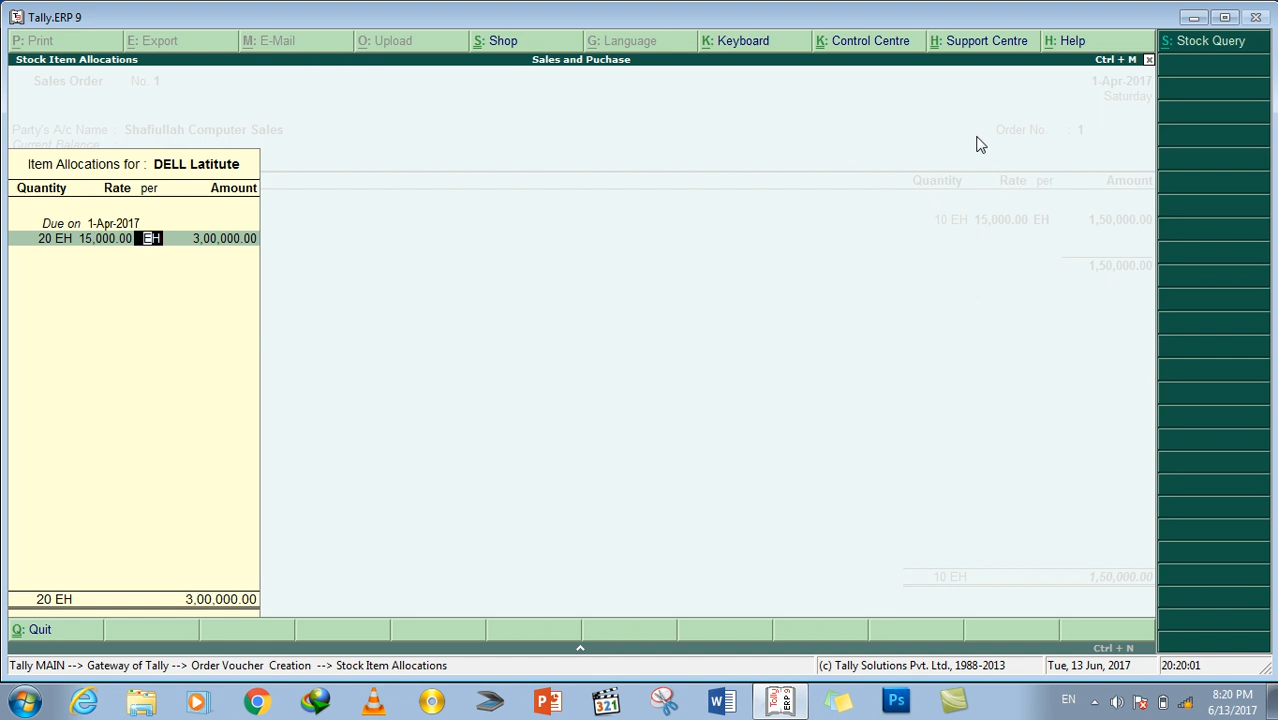 Tally.ERP 9
P: Print E: Export M: E-Mail O: Upload S: Shop G: Language K: Keyboard K: Control Centre H: Support Centre H: Help S: Stock Query
Stock Item Allocations Sales and Puchase Ctrl + M
Sales Order No. 1 1-Apr-2017
Saturday
Party's A/c Name : Shafiullah Computer Sales Order No. : 1
Current Balance :
Item Allocations for : DELL Latitute
Quantity Rate per Amount
Quantity Rate per Amount
Due on 1-Apr-2017
10 EH 15,000.00 EH 1,50,000.00
20 EH 15,000.00 EH 3,00,000.00
1,50,000.00
10 EH 1,50,000.00
20 EH 3,00,000.00
Q: Quit
Ctrl + N
Tally MAIN --> Gateway of Tally --> Order Voucher Creation --> Stock Item Allocations (c) Tally Solutions Pvt. Ltd., 1988-2013 Tue, 13 Jun, 2017 20:20:01
321 Tally ERP 9 Ps EN 8:20 PM
6/13/2017